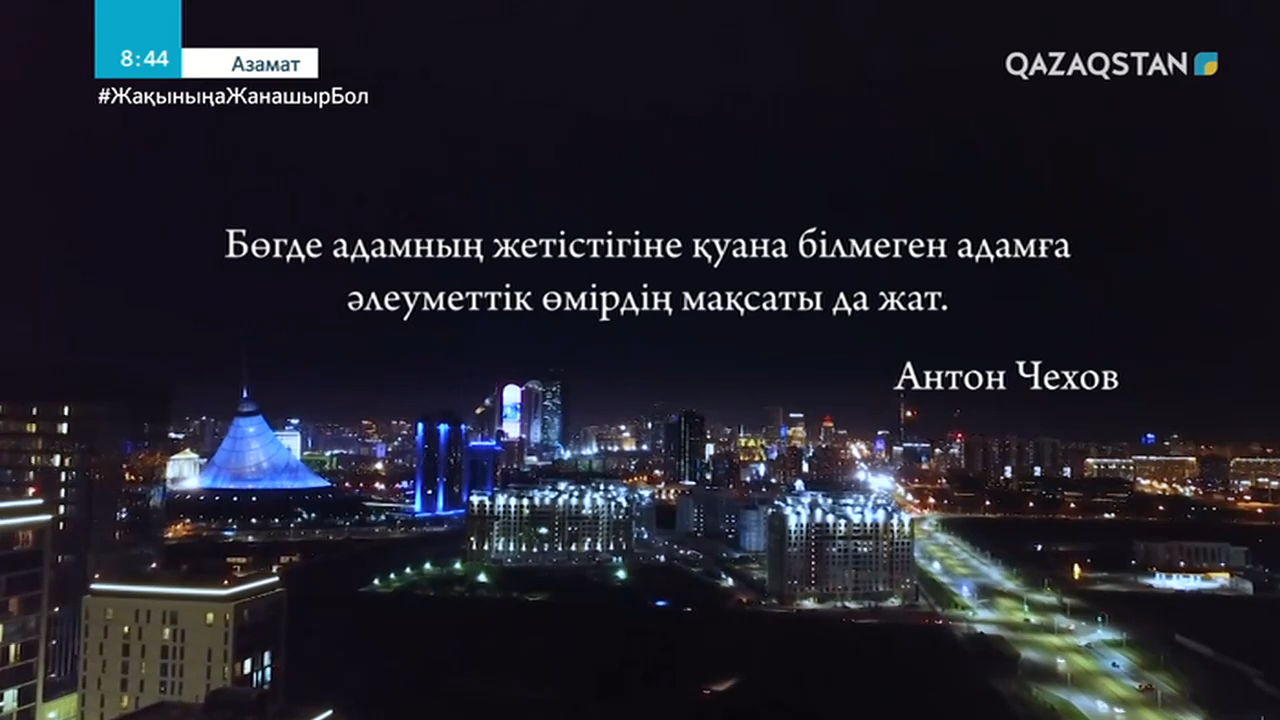 8:44
Азамат
#ЖақыныңаЖанашырБол
QAZAQSTAN
Бөгде адамның жетістігіне қуана білмеген адамға
әлеуметтік өмірдің мақсаты да жат.
Антон Чехов